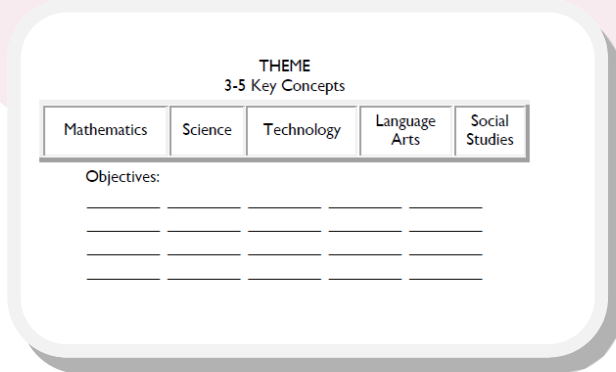 THEME
3-5 Key Concepts
Mathematics Science Technology Language Arts Social Studies
Objectives: